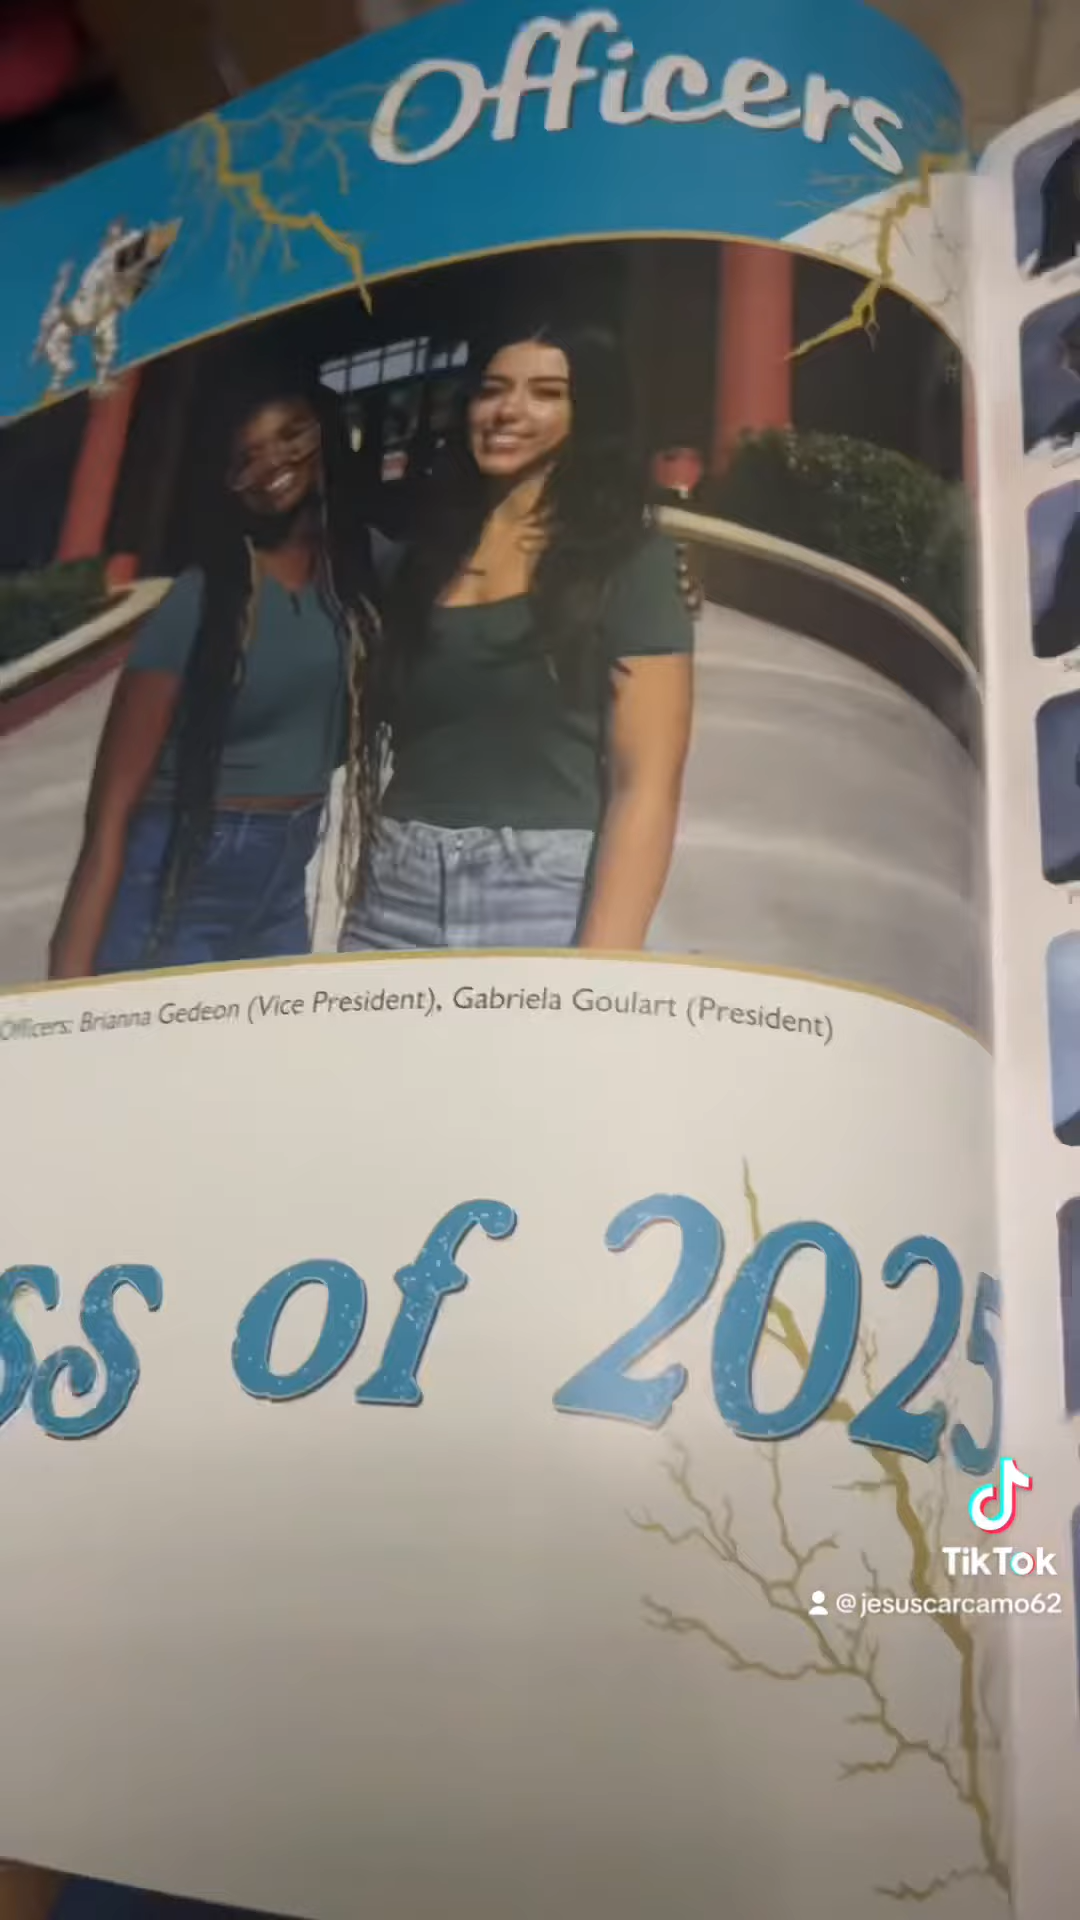 Officers
Officers: Brianna Gedeon (Vice President), Gabriela Goulart (President)
ss of 2025
TikTok
@jesuscarcamo62